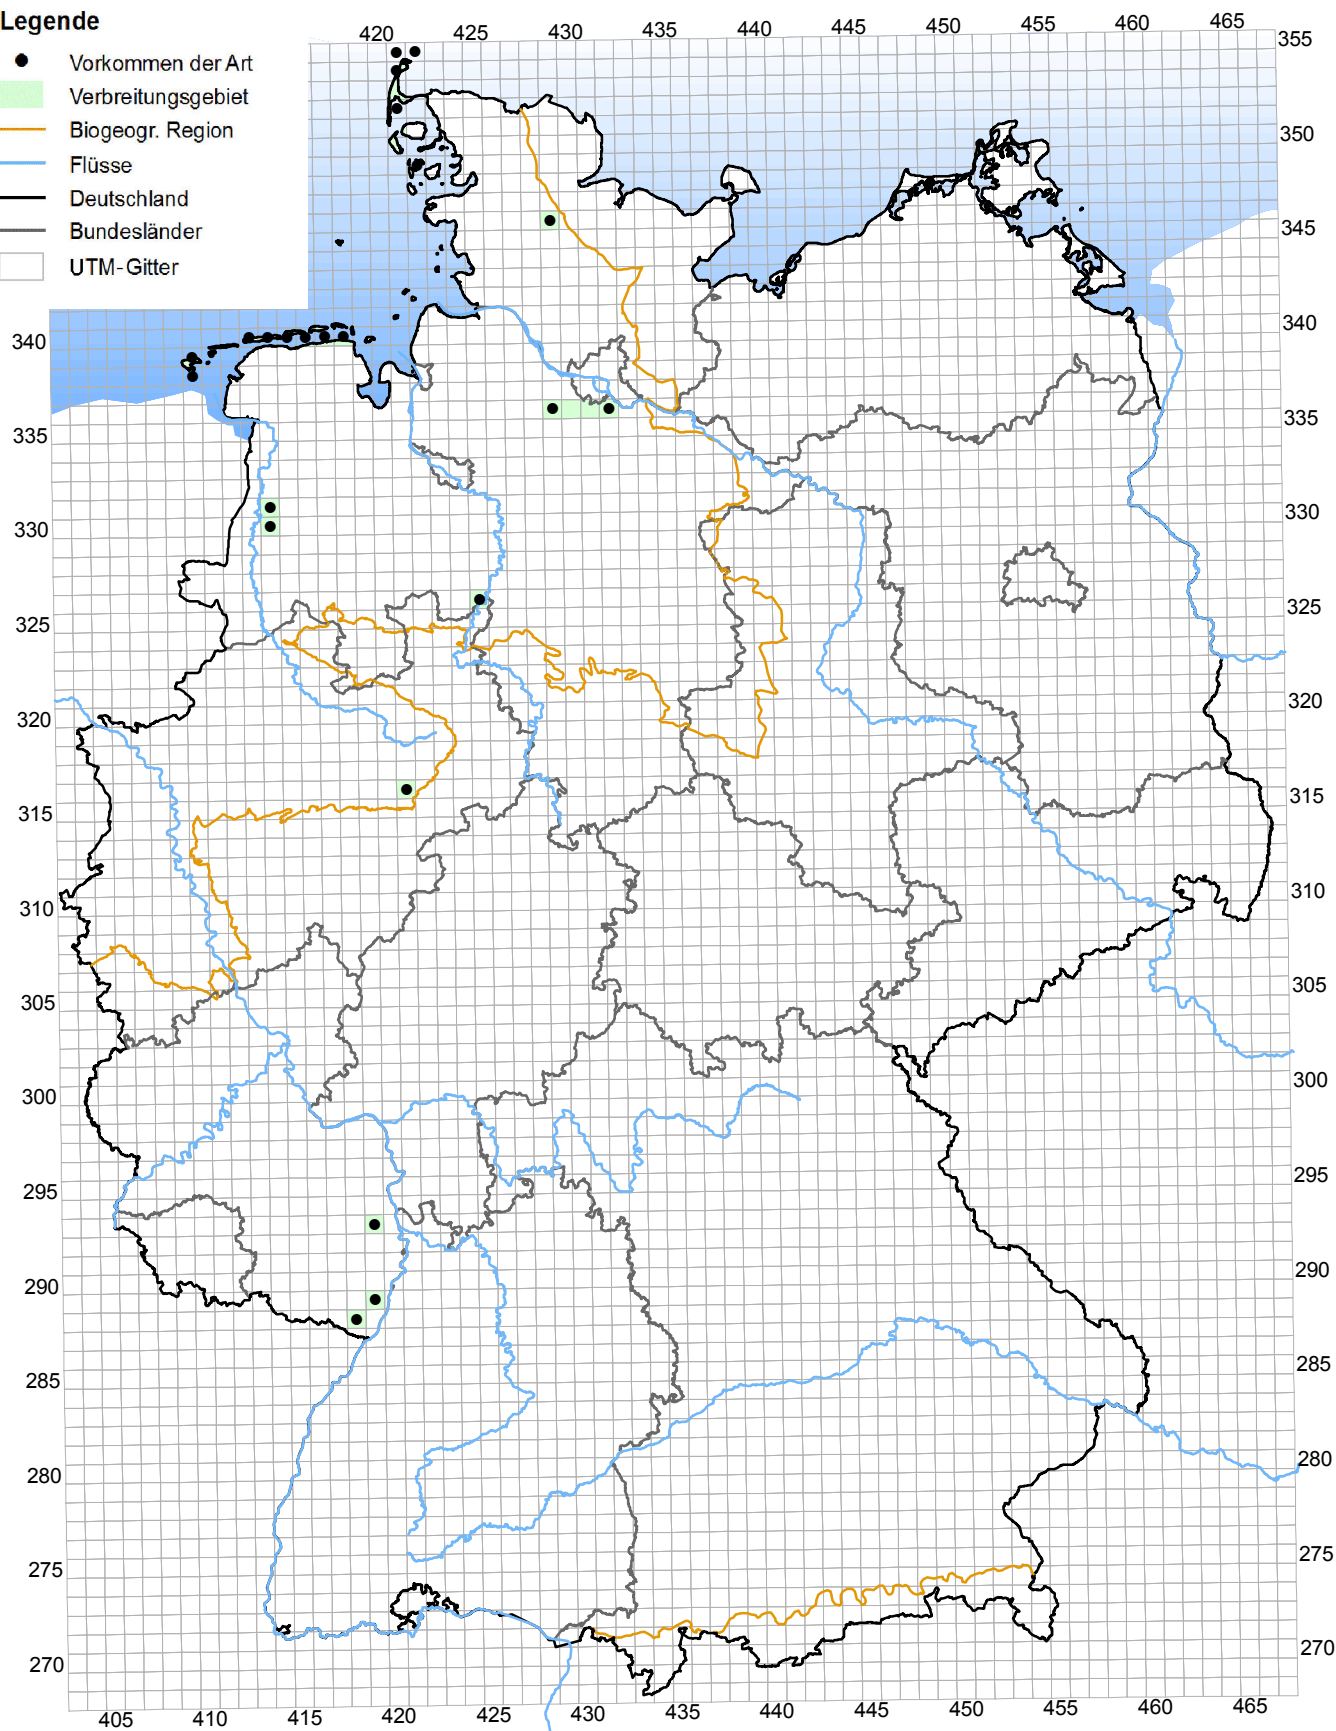 Legende
Vorkommen der Art
Verbreitungsgebiet
Biogeogr. Region
Flüsse
Deutschland
Bundesländer
UTM-Gitter
420 425 430 435 440 445 450 455 460 465
355
350
345
340 340
335 335
330 330
325 325
320 320
315 315
310 310
305 305
300 300
295 295
290 290
285 285
280 280
275 275
270 270
405 410 415 420 425 430 435 440 445 450 455 460 465